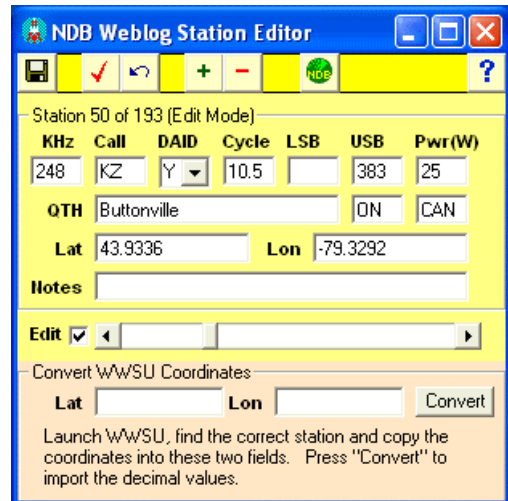 NDB Weblog Station Editor
NDB
?
Station 50 of 193 (Edit Mode)
KHz Call DAID Cycle LSB USB Pwr(W)
248 KZ Y 10.5 383 25
QTH Buttonville ON CAN
Lat 43.9336 Lon -79.3292
Notes
Edit
Convert WWSU Coordinates
Lat Lon Convert
Launch WWSU, find the correct station and copy the
coordinates into these two fields. Press "Convert" to
import the decimal values.